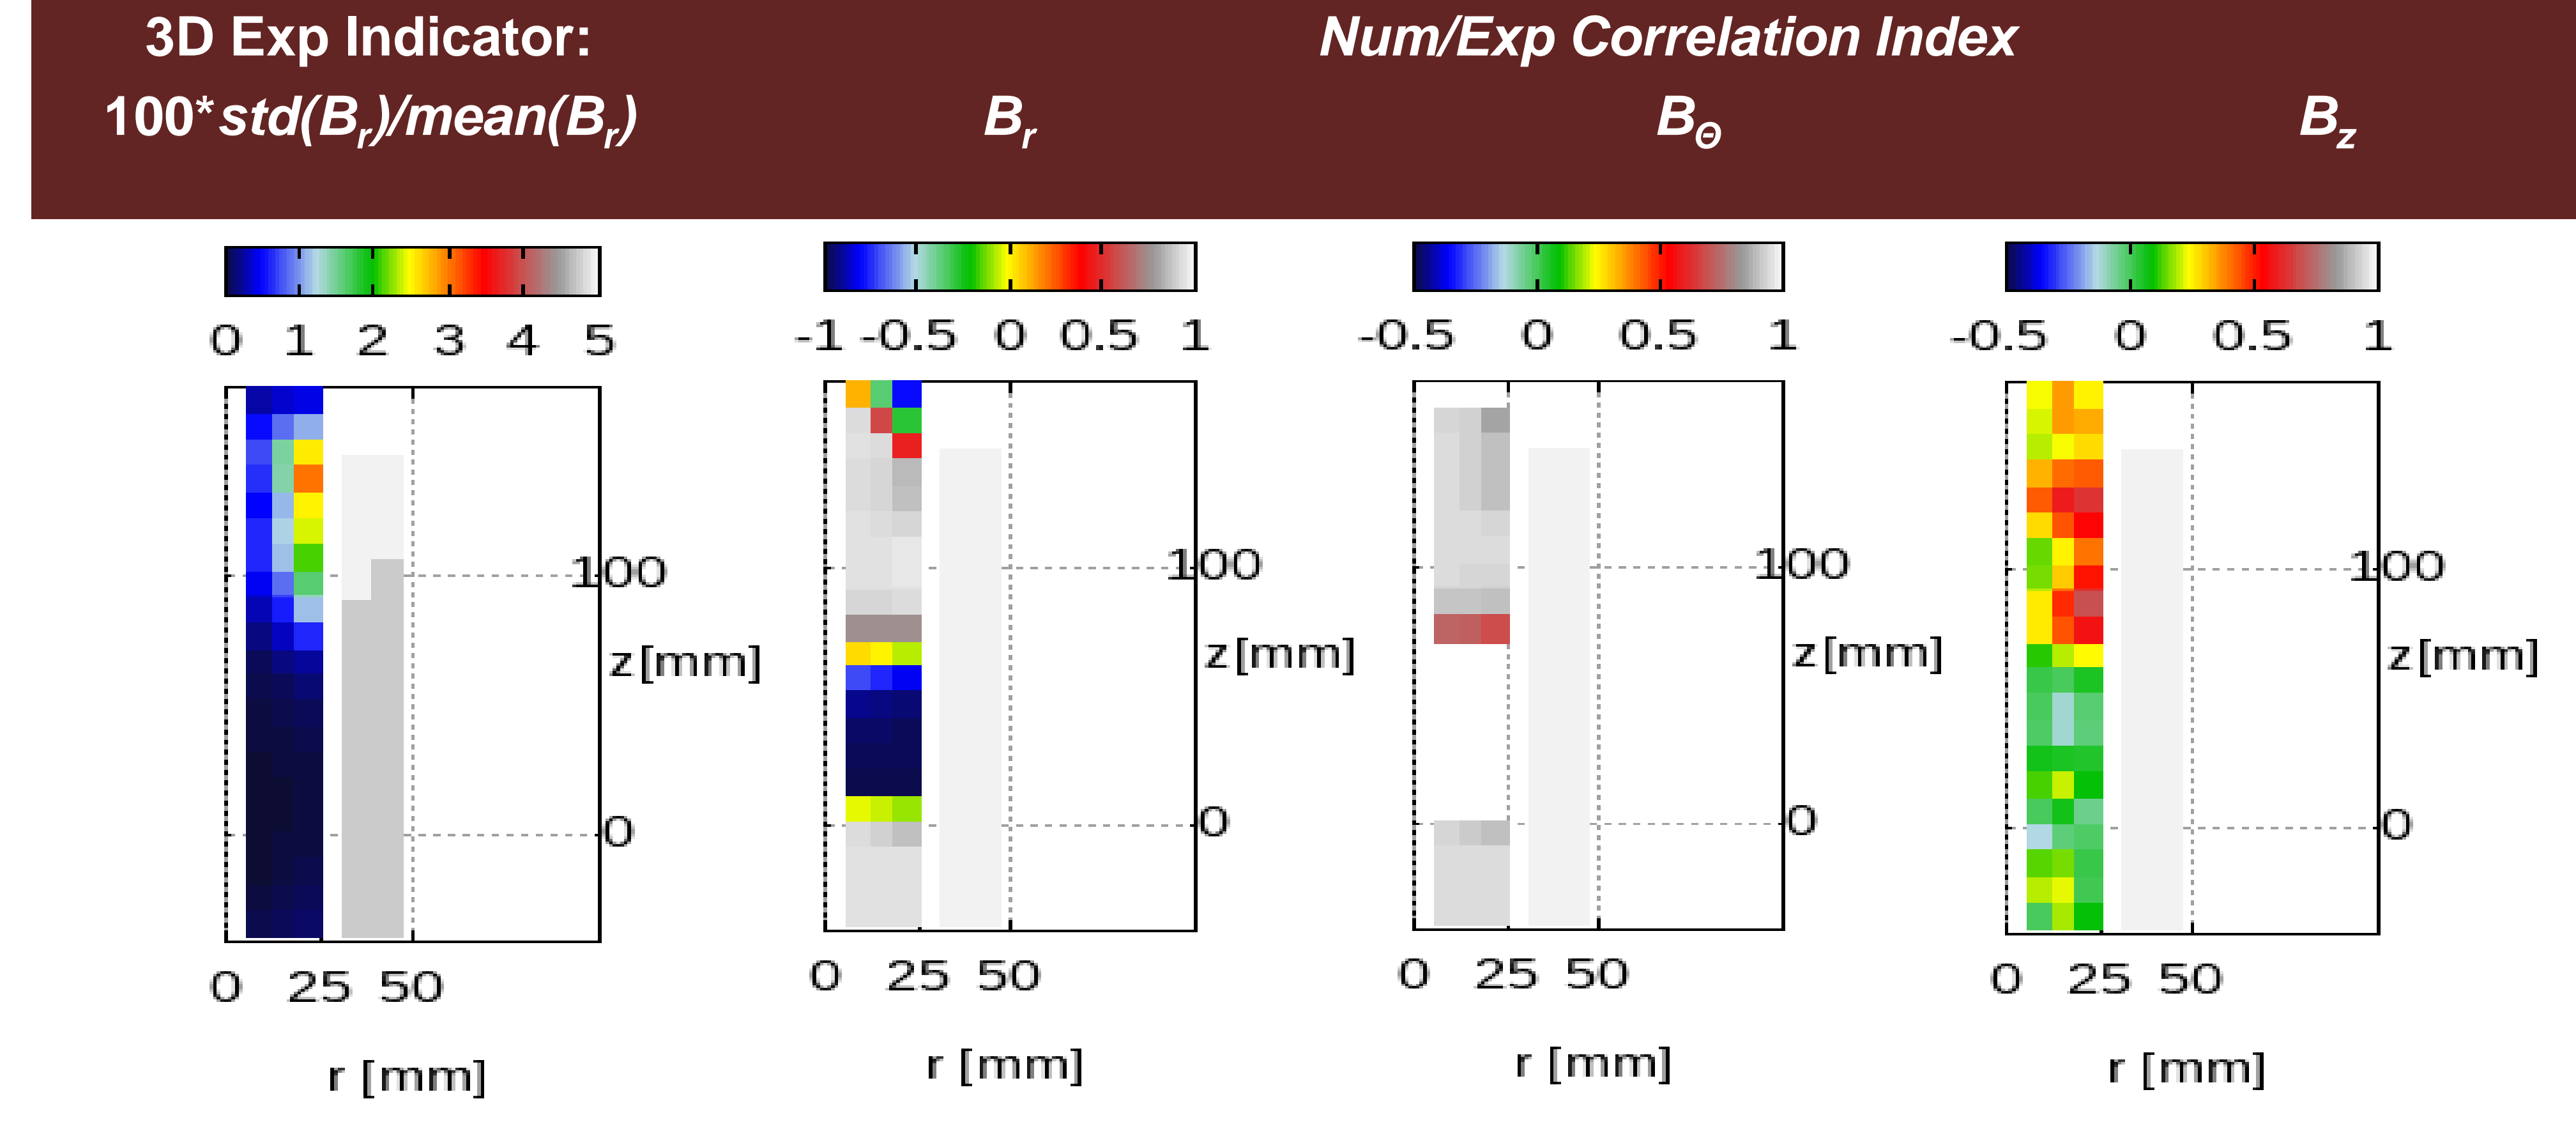 3D Exp Indicator: Num/Exp Correlation Index
100*std(Br)/mean(Br) Br BΘ Bz
0 1 2 3 4 5 -1 -0.5 0 0.5 1 -0.5 0 0.5 1 -0.5 0 0.5 1
100 100 100 100
z[mm] z[mm] z[mm] z[mm]
0 0 0 0
0 25 50 0 25 50 0 25 50 0 25 50
r [mm] r [mm] r [mm] r [mm]